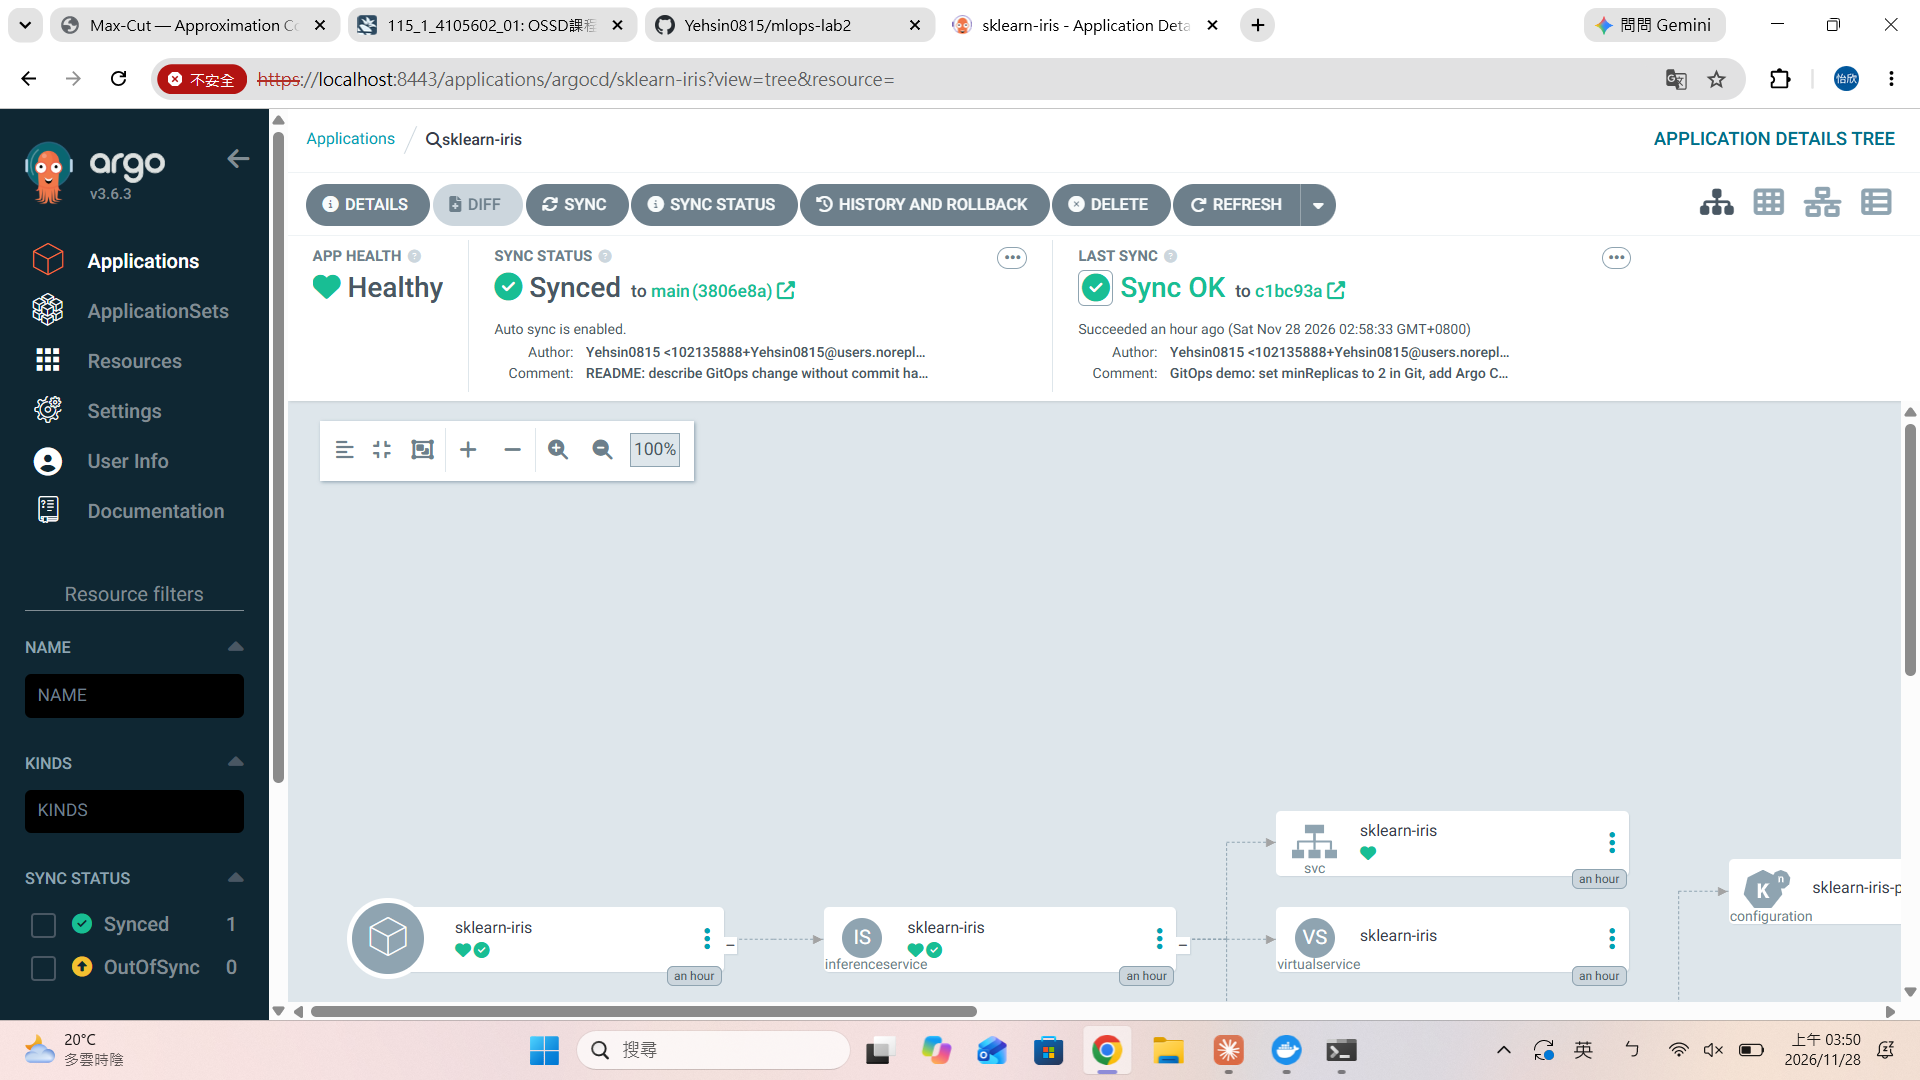 Max-Cut — Approximation Co
115_1_4105602_01: OSSD課程
Yehsin0815/mlops-lab2
sklearn-iris - Application Deta
問問 Gemini
不安全
https://localhost:8443/applications/argocd/sklearn-iris?view=tree&resource=
怡欣
argo
v3.6.3
Applications
ApplicationSets
Resources
Settings
User Info
Documentation
Resource filters
NAME
NAME
KINDS
KINDS
SYNC STATUS
Synced 1
OutOfSync 0
Applications / sklearn-iris
APPLICATION DETAILS TREE
DETAILS
DIFF
SYNC
SYNC STATUS
HISTORY AND ROLLBACK
DELETE
REFRESH
APP HEALTH
Healthy
SYNC STATUS
Synced to main (3806e8a)
Auto sync is enabled.
Author: Yehsin0815 <102135888+Yehsin0815@users.norepl...
Comment: README: describe GitOps change without commit ha...
LAST SYNC
Sync OK to c1bc93a
Succeeded an hour ago (Sat Nov 28 2026 02:58:33 GMT+0800)
Author: Yehsin0815 <102135888+Yehsin0815@users.norepl...
Comment: GitOps demo: set minReplicas to 2 in Git, add Argo C...
100%
sklearn-iris
an hour
IS
inferenceservice
sklearn-iris
an hour
svc
sklearn-iris
an hour
VS
virtualservice
sklearn-iris
an hour
K
n
configuration
sklearn-iris-p
20°C
多雲時陰
搜尋
英
ㄅ
上午 03:50
2026/11/28